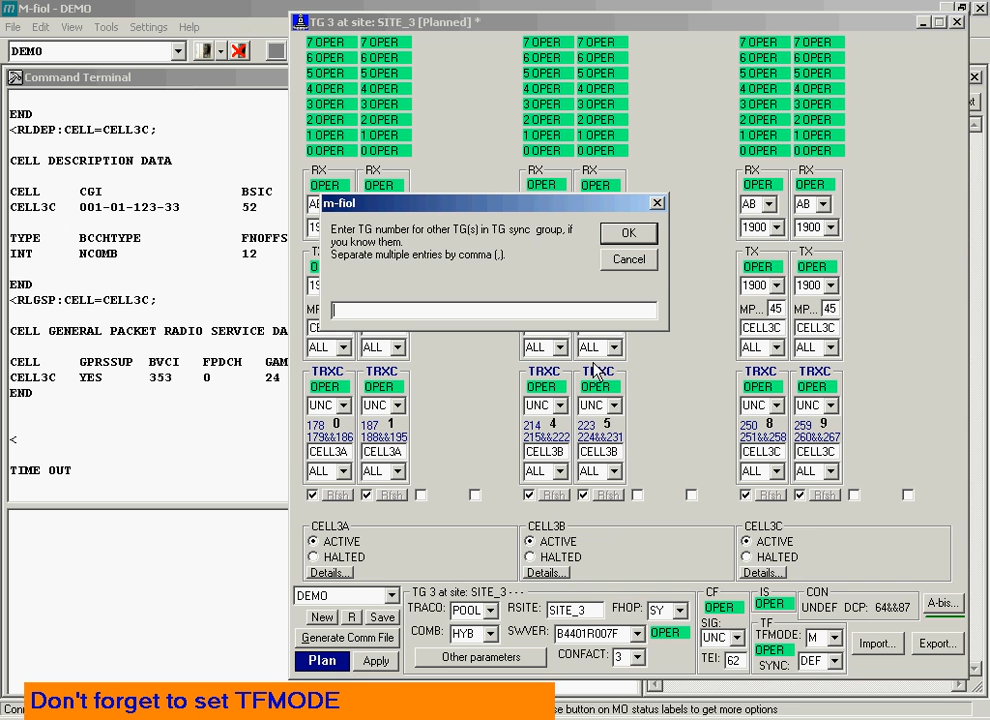 M-fiol - DEMO
File Edit View Tools Settings Help
DEMO
Command Terminal
END
<RLDEP:CELL=CELL3C;
CELL DESCRIPTION DATA
CELL CGI BSIC
CELL3C 001-01-123-33 52
TYPE BCCHTYPE FNOFFS
INT NCOMB 12
END
<RLGSP:CELL=CELL3C;
CELL GENERAL PACKET RADIO SERVICE DA
CELL GPRSSUP BVCI FPDCH GAM
CELL3C YES 353 0 24
END
<
TIME OUT
TG 3 at site: SITE_3 [Planned] *
7 OPER 7 OPER 7 OPER 7 OPER 7 OPER 7 OPER
6 OPER 6 OPER 6 OPER 6 OPER 6 OPER 6 OPER
5 OPER 5 OPER 5 OPER 5 OPER 5 OPER 5 OPER
4 OPER 4 OPER 4 OPER 4 OPER 4 OPER 4 OPER
3 OPER 3 OPER 3 OPER 3 OPER 3 OPER 3 OPER
2 OPER 2 OPER 2 OPER 2 OPER 2 OPER 2 OPER
1 OPER 1 OPER 1 OPER 1 OPER 1 OPER 1 OPER
0 OPER 0 OPER 0 OPER 0 OPER 0 OPER 0 OPER
RX RX RX RX RX RX
OPER OPER OPER OPER OPER OPER
AB AB
1900 1900
TX TX
OPER OPER
1900 1900
MP... 45 MP... 45
CELL3C CELL3C
ALL ALL ALL ALL ALL ALL
m-fiol
Enter TG number for other TG(s) in TG sync group, if
you know them.
Separate multiple entries by comma (,).
OK
Cancel
TRXC TRXC TRXC TRXC TRXC TRXC
OPER OPER OPER OPER OPER OPER
UNC UNC UNC UNC UNC UNC
178 0 187 1 214 4 223 5 250 8 259 9
179&&186 188&&195 215&&222 224&&231 251&&258 260&&267
CELL3A CELL3A CELL3B CELL3B CELL3C CELL3C
ALL ALL ALL ALL ALL ALL
Rfsh Rfsh Rfsh Rfsh Rfsh Rfsh
CELL3A CELL3B CELL3C
ACTIVE ACTIVE ACTIVE
HALTED HALTED HALTED
Details... Details... Details...
DEMO
New R Save
Generate Comm File
Plan Apply
TG 3 at site: SITE_3 - - -
TRACO: POOL RSITE: SITE_3 FHOP: SY
COMB: HYB SWVER: B4401R007F OPER
Other parameters CONFACT: 3
CF
OPER
SIG:
UNC
TEI: 62
IS
OPER
CON
UNDEF DCP: 64&&87
TF
TFMODE: M
OPER
SYNC: DEF
A-bis...
Import... Export...
Don't forget to set TFMODE
Conn
se button on MO status labels to get more options